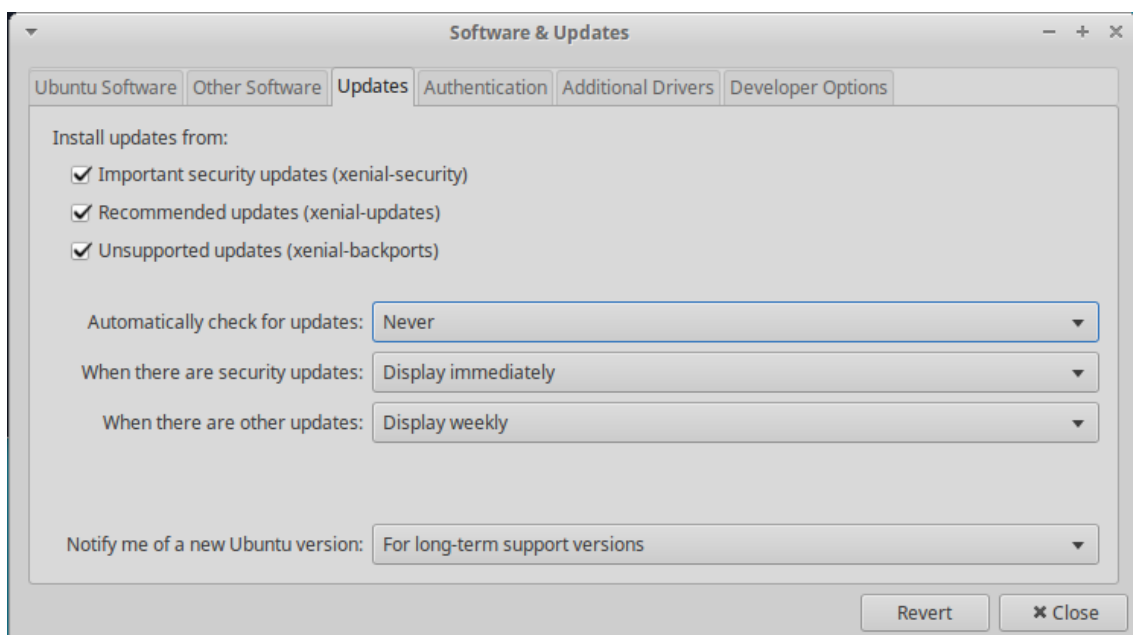 Software & Updates
Ubuntu Software Other Software Updates Authentication Additional Drivers Developer Options
Install updates from:
Important security updates (xenial-security)
Recommended updates (xenial-updates)
Unsupported updates (xenial-backports)
Automatically check for updates: Never
When there are security updates: Display immediately
When there are other updates: Display weekly
Notify me of a new Ubuntu version: For long-term support versions
Revert Close